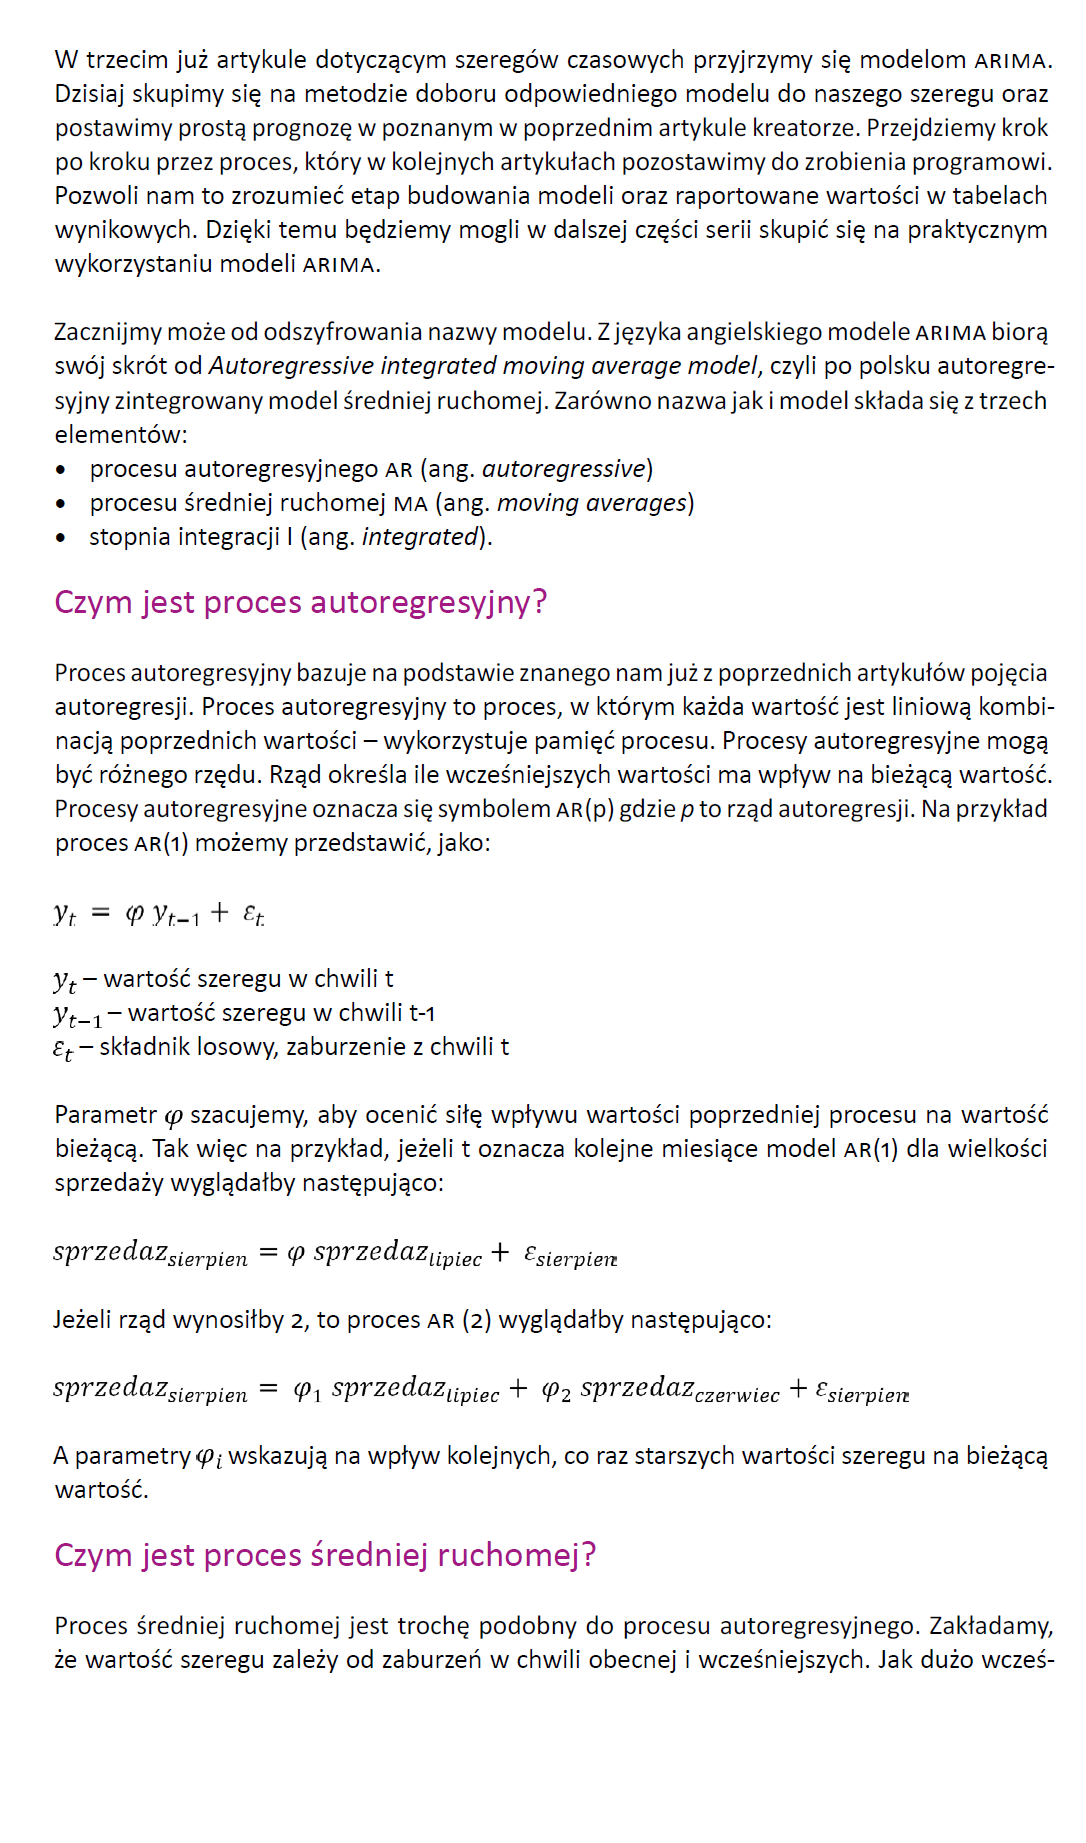 W trzecim już artykule dotyczącym szeregów czasowych przyjrzymy się modelom ARIMA.
Dzisiaj skupimy się na metodzie doboru odpowiedniego modelu do naszego szeregu oraz
postawimy prostą prognozę w poznanym w poprzednim artykule kreatorze. Przejdziemy krok
po kroku przez proces, który w kolejnych artykułach pozostawimy do zrobienia programowi.
Pozwoli nam to zrozumieć etap budowania modeli oraz raportowane wartości w tabelach
wynikowych. Dzięki temu będziemy mogli w dalszej części serii skupić się na praktycznym
wykorzystaniu modeli ARIMA.
Zacznijmy może od odszyfrowania nazwy modelu. Z języka angielskiego modele ARIMA biorą
swój skrót od Autoregressive integrated moving average model, czyli po polsku autoregre-
syjny zintegrowany model średniej ruchomej. Zarówno nazwa jak i model składa się z trzech
elementów:
• procesu autoregresyjnego AR (ang. autoregressive)
• procesu średniej ruchomej MA (ang. moving averages)
• stopnia integracji I (ang. integrated).
Czym jest proces autoregresyjny?
Proces autoregresyjny bazuje na podstawie znanego nam już z poprzednich artykułów pojęcia
autoregresji. Proces autoregresyjny to proces, w którym każda wartość jest liniową kombi-
nacją poprzednich wartości – wykorzystuje pamięć procesu. Procesy autoregresyjne mogą
być różnego rzędu. Rząd określa ile wcześniejszych wartości ma wpływ na bieżącą wartość.
Procesy autoregresyjne oznacza się symbolem AR(p) gdzie p to rząd autoregresji. Na przykład
proces AR(1) możemy przedstawić, jako:
y_t = φ y_{t−1} + ε_t
y_t – wartość szeregu w chwili t
y_{t−1} – wartość szeregu w chwili t-1
ε_t – składnik losowy, zaburzenie z chwili t
Parametr φ szacujemy, aby ocenić siłę wpływu wartości poprzedniej procesu na wartość
bieżącą. Tak więc na przykład, jeżeli t oznacza kolejne miesiące model AR(1) dla wielkości
sprzedaży wyglądałby następująco:
sprzedaz_{sierpien} = φ sprzedaz_{lipiec} + ε_{sierpien}
Jeżeli rząd wynosiłby 2, to proces AR (2) wyglądałby następująco:
sprzedaz_{sierpien} = φ_1 sprzedaz_{lipiec} + φ_2 sprzedaz_{czerwiec} + ε_{sierpien}
A parametry φ_i wskazują na wpływ kolejnych, co raz starszych wartości szeregu na bieżącą
wartość.
Czym jest proces średniej ruchomej?
Proces średniej ruchomej jest trochę podobny do procesu autoregresyjnego. Zakładamy,
że wartość szeregu zależy od zaburzeń w chwili obecnej i wcześniejszych. Jak dużo wcześ-